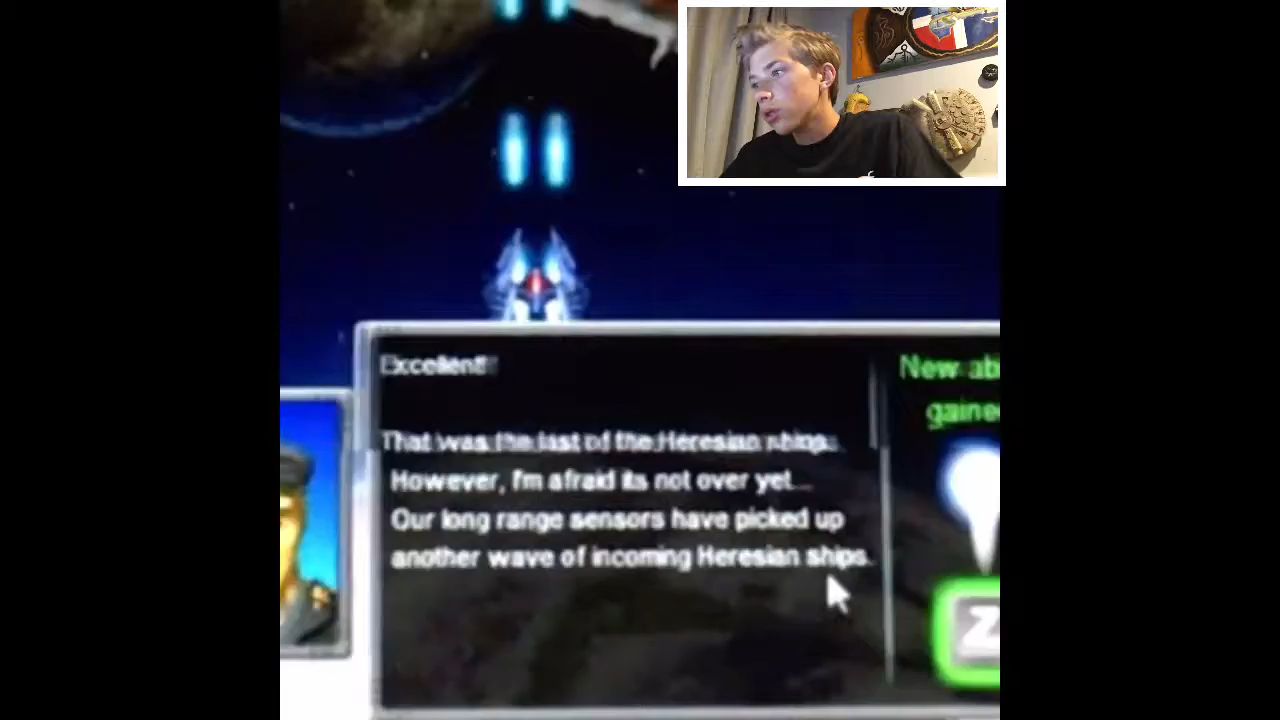 Excellent!
That was the last of the Heresian ships.
However, I'm afraid its not over yet...
Our long range sensors have picked up
another wave of incoming Heresian ships.
New ab
gaine
Z